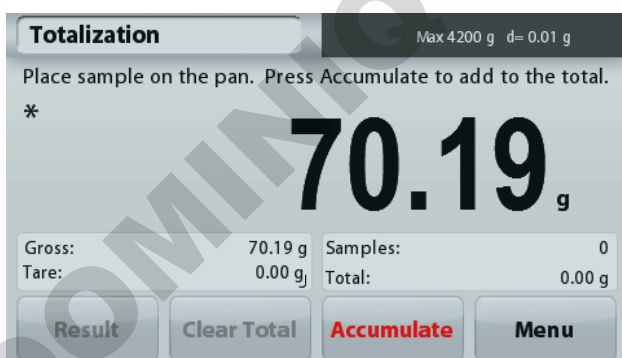 Totalization
Max 4200 g d= 0.01 g
Place sample on the pan. Press Accumulate to add to the total.
*
70.19 g
Gross: 70.19 g
Tare: 0.00 g
Samples: 0
Total: 0.00 g
Result Clear Total Accumulate Menu
DOMINIQ